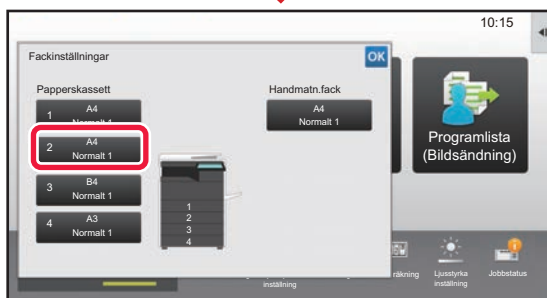 10:15
Fackinställningar
OK
Papperskassett
Handmatn.fack
1 A4
Normalt 1
A4
Normalt 1
2 A4
Normalt 1
3 B4
Normalt 1
4 A3
Normalt 1
1
2
3
4
Programlista
(Bildsändning)
inställning
räkning
Ljusstyrka
inställning
Jobbstatus